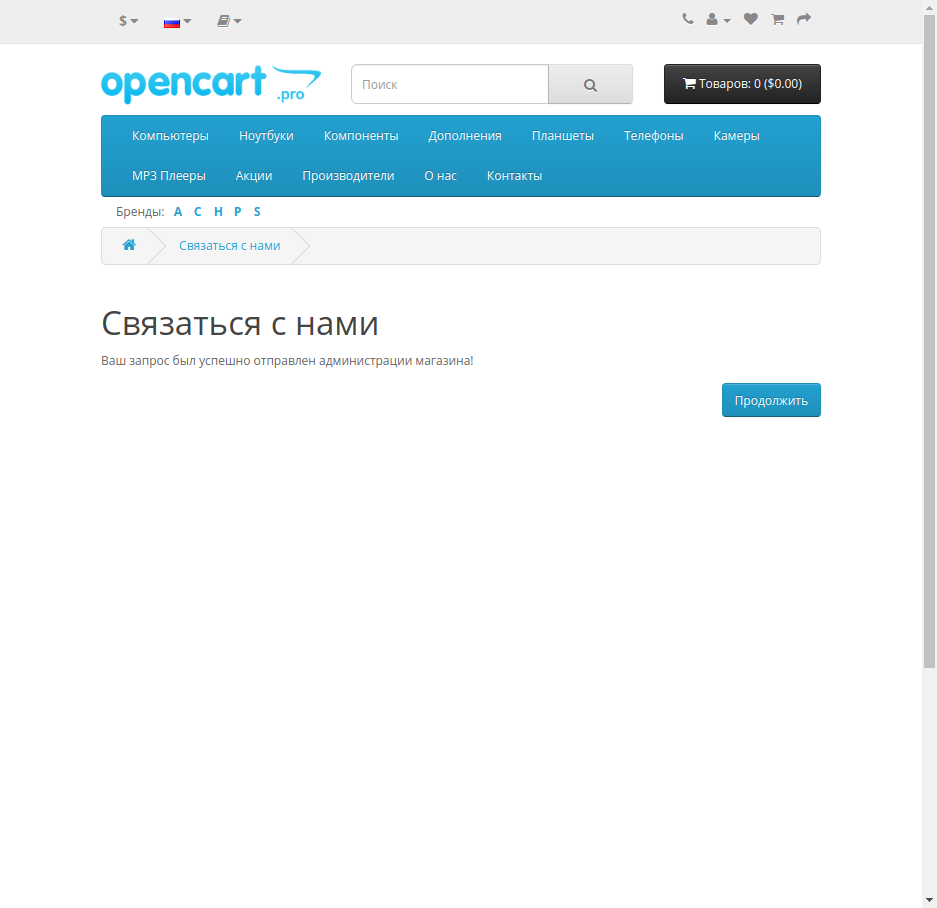 $
opencart.pro
Поиск
Товаров: 0 ($0.00)
Компьютеры Ноутбуки Компоненты Дополнения Планшеты Телефоны Камеры
МР3 Плееры Акции Производители О нас Контакты
Бренды: A C H P S
Связаться с нами
Связаться с нами
Ваш запрос был успешно отправлен администрации магазина!
Продолжить